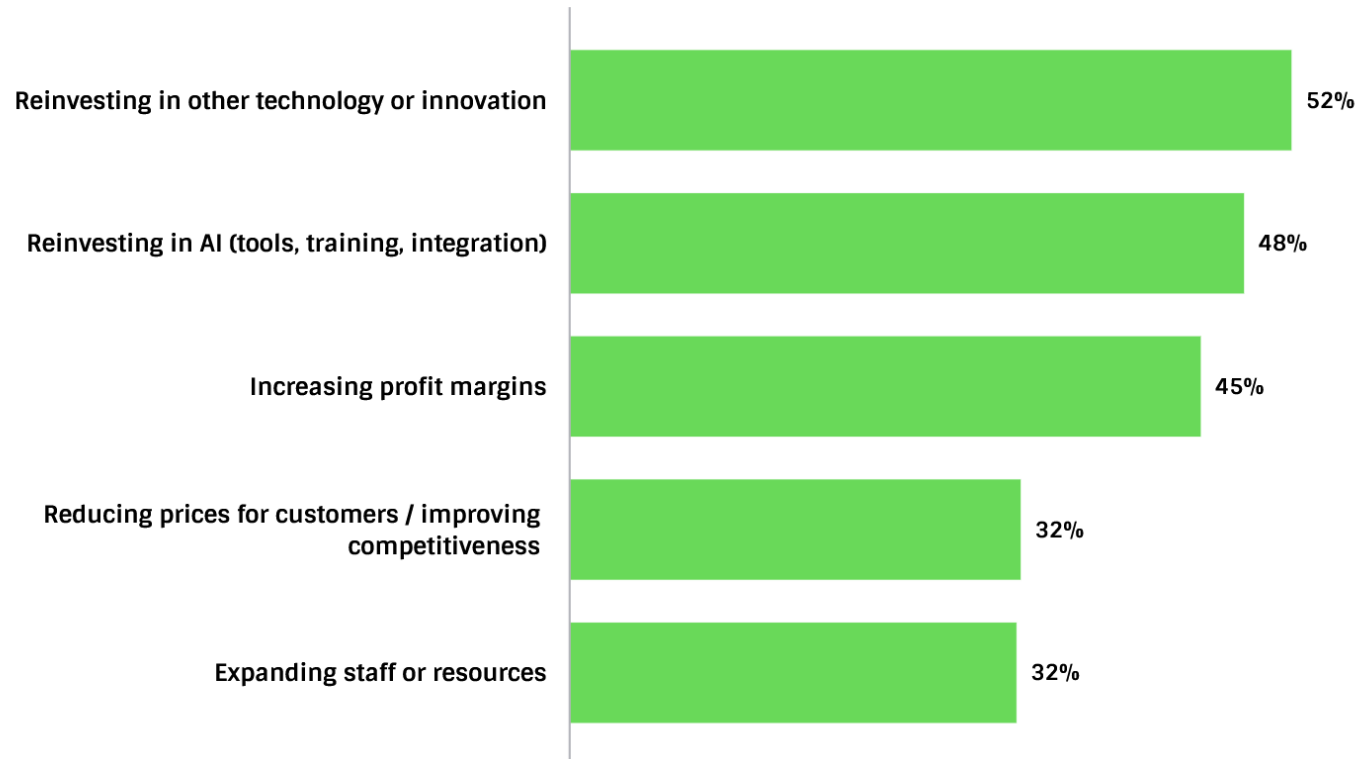 Reinvesting in other technology or innovation 52%
Reinvesting in AI (tools, training, integration) 48%
Increasing profit margins 45%
Reducing prices for customers / improving
competitiveness 32%
Expanding staff or resources 32%